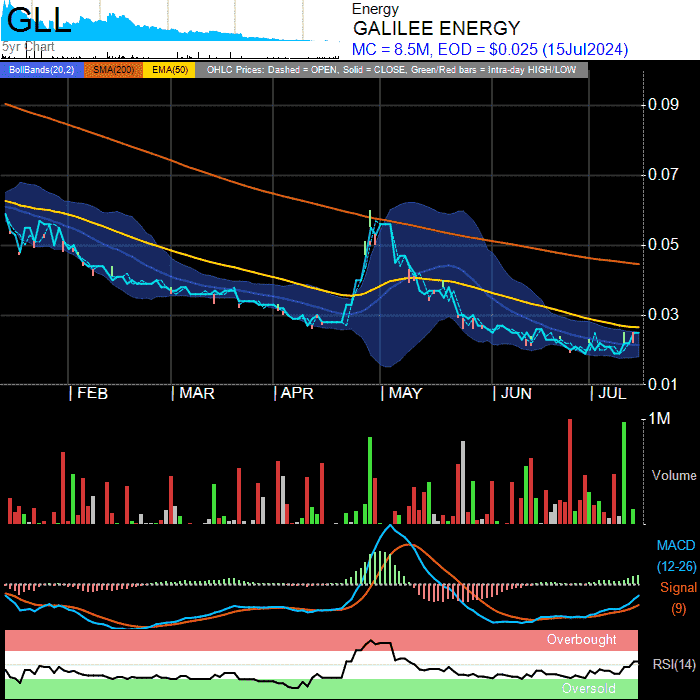 GLL
Energy
GALILEE ENERGY
5yr Chart
MC = 8.5M, EOD = $0.025 (15Jul2024)
BollBands(20,2) SMA(200) EMA(50) OHLC Prices: Dashed = OPEN, Solid = CLOSE, Green/Red bars = Intra-day HIGH/LOW
0.09
0.07
0.05
0.03
0.01
FEB MAR APR MAY JUN JUL
1M
Volume
MACD
(12-26)
Signal
(9)
Overbought
RSI(14)
Oversold